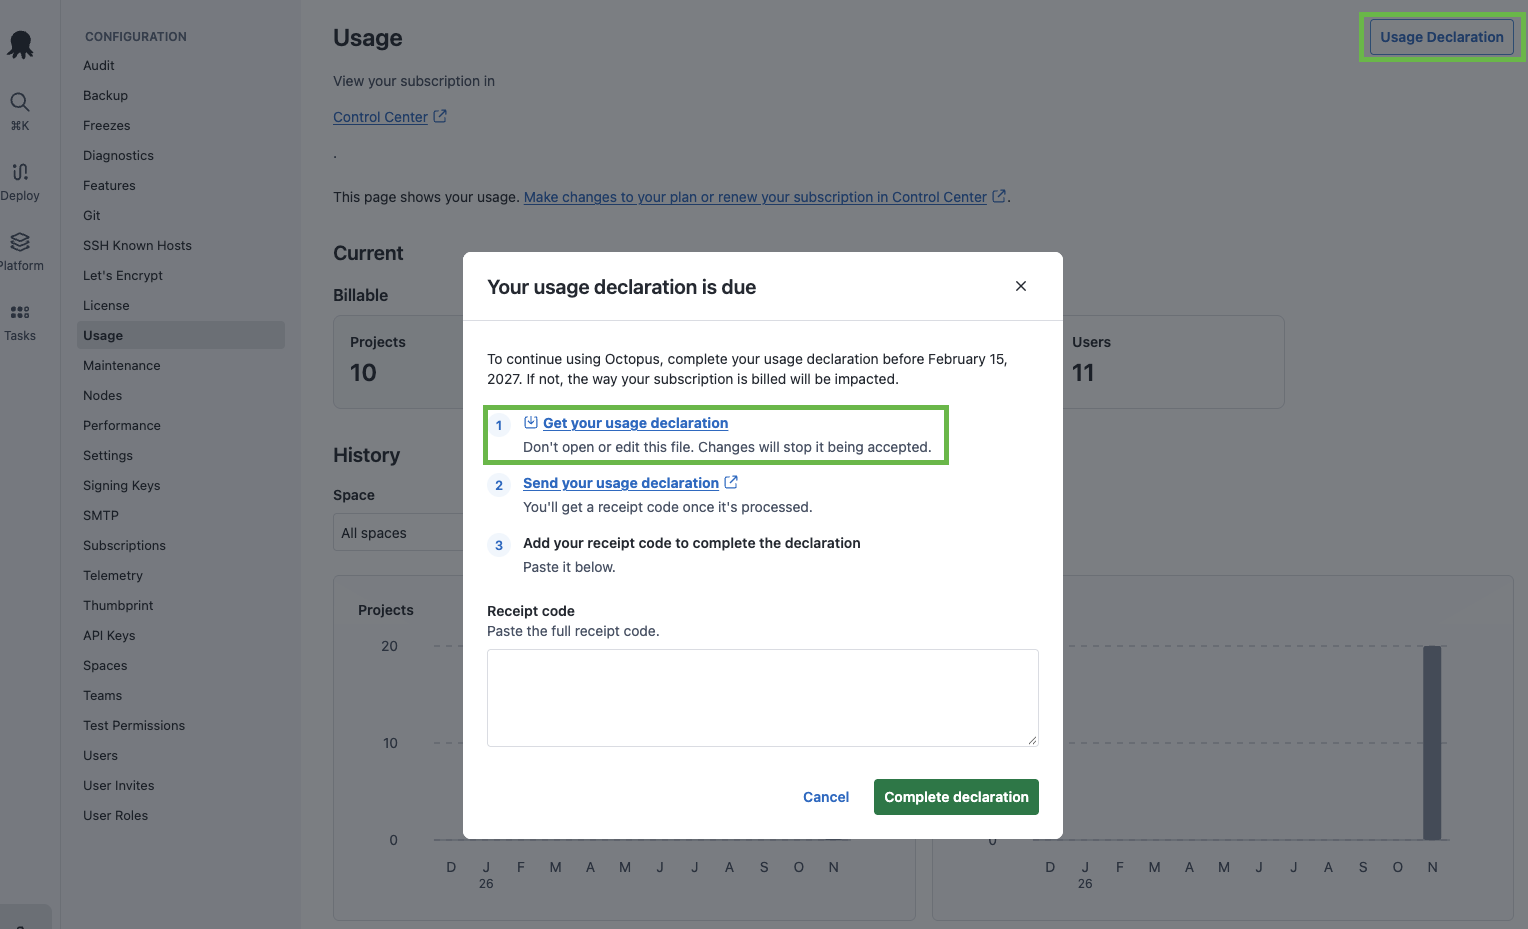 ⌘K
Deploy
Platform
Tasks
CONFIGURATION
Audit
Backup
Freezes
Diagnostics
Features
Git
SSH Known Hosts
Let's Encrypt
License
Usage
Maintenance
Nodes
Performance
Settings
Signing Keys
SMTP
Subscriptions
Telemetry
Thumbprint
API Keys
Spaces
Teams
Test Permissions
Users
User Invites
User Roles
Usage
Usage Declaration
View your subscription in
Control Center
.
This page shows your usage. Make changes to your plan or renew your subscription in Control Center.
Current
Billable
Projects
10
Users
11
History
Space
All spaces
Your usage declaration is due
To continue using Octopus, complete your usage declaration before February 15,
2027. If not, the way your subscription is billed will be impacted.
1 Get your usage declaration
Don't open or edit this file. Changes will stop it being accepted.
2 Send your usage declaration
You'll get a receipt code once it's processed.
3 Add your receipt code to complete the declaration
Paste it below.
Receipt code
Paste the full receipt code.
Cancel
Complete declaration
Projects
20
10
0
D J F M A M J J A S O N
26
0
D J F M A M J J A S O N
26